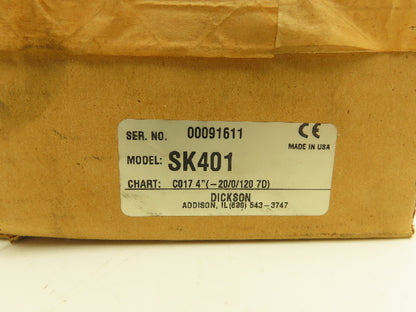 SER. NO. 00091611
CE
MADE IN USA
MODEL: SK401
CHART: C017 4"(-20/0/120 7D)
DICKSON
ADDISON, IL(630) 543-3747